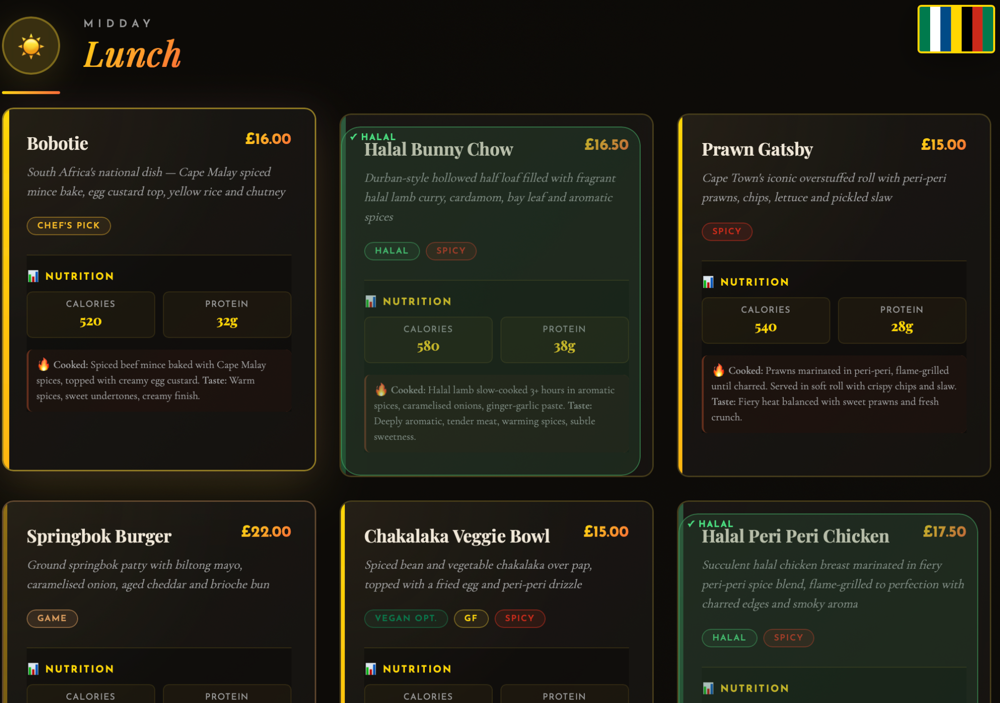 MIDDAY
Lunch
Bobotie
£16.00
South Africa's national dish — Cape Malay spiced
mince bake, egg custard top, yellow rice and chutney
CHEF'S PICK
NUTRITION
CALORIES
520
PROTEIN
32g
Cooked: Spiced beef mince baked with Cape Malay
spices, topped with creamy egg custard. Taste: Warm
spices, sweet undertones, creamy finish.
✓ HALAL
Halal Bunny Chow
£16.50
Durban-style hollowed half loaf filled with fragrant
halal lamb curry, cardamom, bay leaf and aromatic
spices
HALAL
SPICY
NUTRITION
CALORIES
580
PROTEIN
38g
Cooked: Halal lamb slow-cooked 3+ hours in aromatic
spices, caramelised onions, ginger-garlic paste. Taste:
Deeply aromatic, tender meat, warming spices, subtle
sweetness.
Prawn Gatsby
£15.00
Cape Town's iconic overstuffed roll with peri-peri
prawns, chips, lettuce and pickled slaw
SPICY
NUTRITION
CALORIES
540
PROTEIN
28g
Cooked: Prawns marinated in peri-peri, flame-grilled
until charred. Served in soft roll with crispy chips and slaw.
Taste: Fiery heat balanced with sweet prawns and fresh
crunch.
Springbok Burger
£22.00
Ground springbok patty with biltong mayo,
caramelised onion, aged cheddar and brioche bun
GAME
NUTRITION
CALORIES
PROTEIN
Chakalaka Veggie Bowl
£15.00
Spiced bean and vegetable chakalaka over pap,
topped with a fried egg and peri-peri drizzle
VEGAN OPT.
GF
SPICY
NUTRITION
CALORIES
PROTEIN
✓ HALAL
Halal Peri Peri Chicken
£17.50
Succulent halal chicken breast marinated in fiery
peri-peri spice blend, flame-grilled to perfection with
charred edges and smoky aroma
HALAL
SPICY
NUTRITION